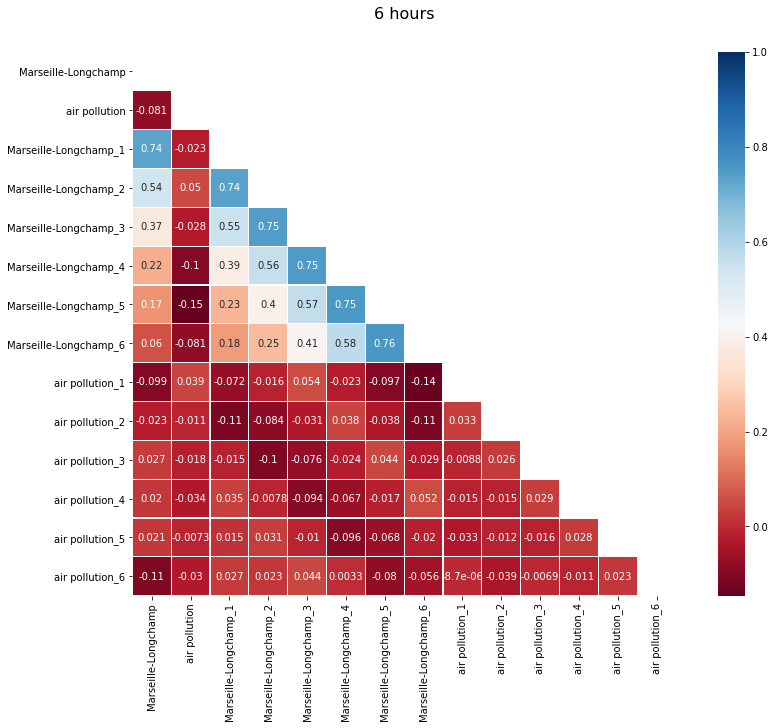 6 hours
1.0
Marseille-Longchamp
air pollution -0.081
Marseille-Longchamp_1 0.74 -0.023
0.8
Marseille-Longchamp_2 0.54 0.05 0.74
Marseille-Longchamp_3 0.37 -0.028 0.55 0.75
0.6
Marseille-Longchamp_4 0.22 -0.1 0.39 0.56 0.75
Marseille-Longchamp_5 0.17 -0.15 0.23 0.4 0.57 0.75
Marseille-Longchamp_6 0.06 -0.081 0.18 0.25 0.41 0.58 0.76
0.4
air pollution_1 -0.099 0.039 -0.072 -0.016 0.054 -0.023 -0.097 -0.14
air pollution_2 -0.023 -0.011 -0.11 -0.084 -0.031 0.038 -0.038 -0.11 0.033
0.2
air pollution_3 0.027 -0.018 -0.015 -0.1 -0.076 -0.024 0.044 -0.029 -0.0088 0.026
air pollution_4 0.02 -0.034 0.035 -0.0078 -0.094 -0.067 -0.017 0.052 -0.015 -0.015 0.029
0.0
air pollution_5 0.021 -0.0073 0.015 0.031 -0.01 -0.096 -0.068 -0.02 -0.033 -0.012 -0.016 0.028
air pollution_6 -0.11 -0.03 0.027 0.023 0.044 0.0033 -0.08 -0.056 8.7e-06 -0.039 -0.0069 -0.011 0.023
Marseille-Longchamp
air pollution
Marseille-Longchamp_1
Marseille-Longchamp_2
Marseille-Longchamp_3
Marseille-Longchamp_4
Marseille-Longchamp_5
Marseille-Longchamp_6
air pollution_1
air pollution_2
air pollution_3
air pollution_4
air pollution_5
air pollution_6